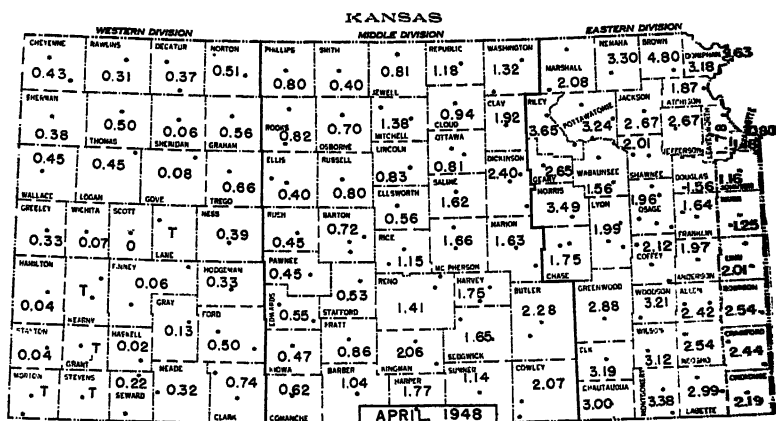 KANSAS
WESTERN DIVISION MIDDLE DIVISION EASTERN DIVISION
CHEYENNE RAWLINS DECATUR NORTON PHILLIPS SMITH REPUBLIC WASHINGTON NEMAHA BROWN DONIPHAN
0.43 0.31 0.37 0.51 0.80 0.40 0.81 1.18 1.32 MARSHALL 2.08 3.30 4.80 3.18 3.63
JEWELL 1.87
SHERMAN CLAY RILEY JACKSON ATCHISON
0.38 0.50 0.06 0.56 ROOKS 0.82 0.70 1.38 0.94 1.92 3.65 POTTAWATOMIE 3.24 2.67 2.67 LEAVENWORTH
THOMAS SHERIDAN GRAHAM OSBORNE MITCHELL CLOUD 2.01 JEFFERSON
ELLIS RUSSELL LINCOLN OTTAWA DICKINSON
0.45 0.45 0.08 0.66 0.40 0.80 0.83 0.81 2.40 GEARY 2.65 WABAUNSEE 1.56 SHAWNEE DOUGLAS 1.56 1.16
WALLACE LOGAN GOVE TREGO ELLSWORTH SALINE MORRIS LYON
GREELEY WICHITA SCOTT NESS RUSH BARTON 0.56 1.62 3.49 1.96 OSAGE 1.64
0.33 0.07 0 T 0.39 0.45 0.72 RICE 1.15 1.66 MARION 1.63 1.99 FRANKLIN 1.25
LANE PAWNEE MC PHERSON 1.75 CHASE 2.12 COFFEY 1.97 LINN 2.01
HAMILTON FINNEY HODGEMAN 0.45 RENO HARVEY ANDERSON
0.04 T 0.06 0.33 0.53 1.41 1.75 BUTLER GREENWOOD WOODSON ALLEN BOURBON
KEARNY GRAY EDWARDS 0.55 STAFFORD 2.28 2.88 3.21 2.42 2.54
STANTON HASKELL 0.13 FORD PRATT 1.65 WILSON CRAWFORD
0.04 GRANT T 0.02 0.50 0.47 0.86 2.06 SEDGWICK ELK 3.12 2.54 2.44
MEADE KIOWA BARBER KINGMAN SUMNER COWLEY 3.19 NEOSHO
MORTON STEVENS 0.22 0.32 0.74 0.62 1.04 HARPER 1.77 1.14 2.07 CHAUTAUQUA MONTGOMERY 2.99 CHEROKEE
T T SEWARD CLARK COMANCHE 3.00 3.38 LABETTE 2.19
APRIL 1948